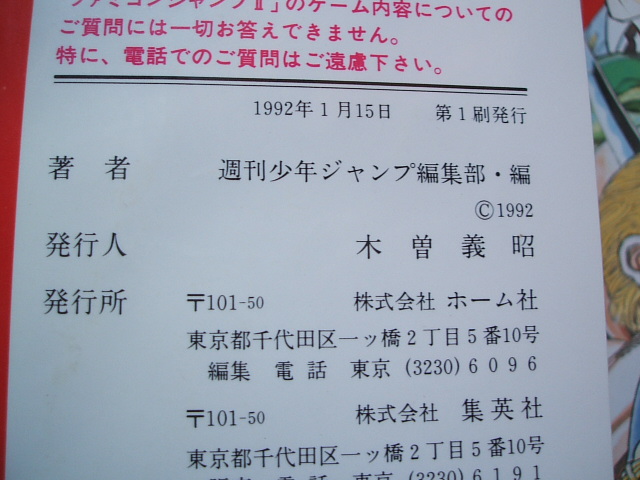 ファミコンジャンプⅡ」のゲーム内容についての
ご質問には一切お答えできません。
特に、電話でのご質問はご遠慮下さい。
1992年1月15日 第1刷発行
著者 週刊少年ジャンプ編集部・編
©1992
発行人 木曽義昭
発行所 〒101-50 株式会社 ホーム社
東京都千代田区一ッ橋2丁目5番10号
編集 電話 東京 (3230)6096
〒101-50 株式会社 集英社
東京都千代田区一ッ橋2丁目5番10号
東京 (3230)6191